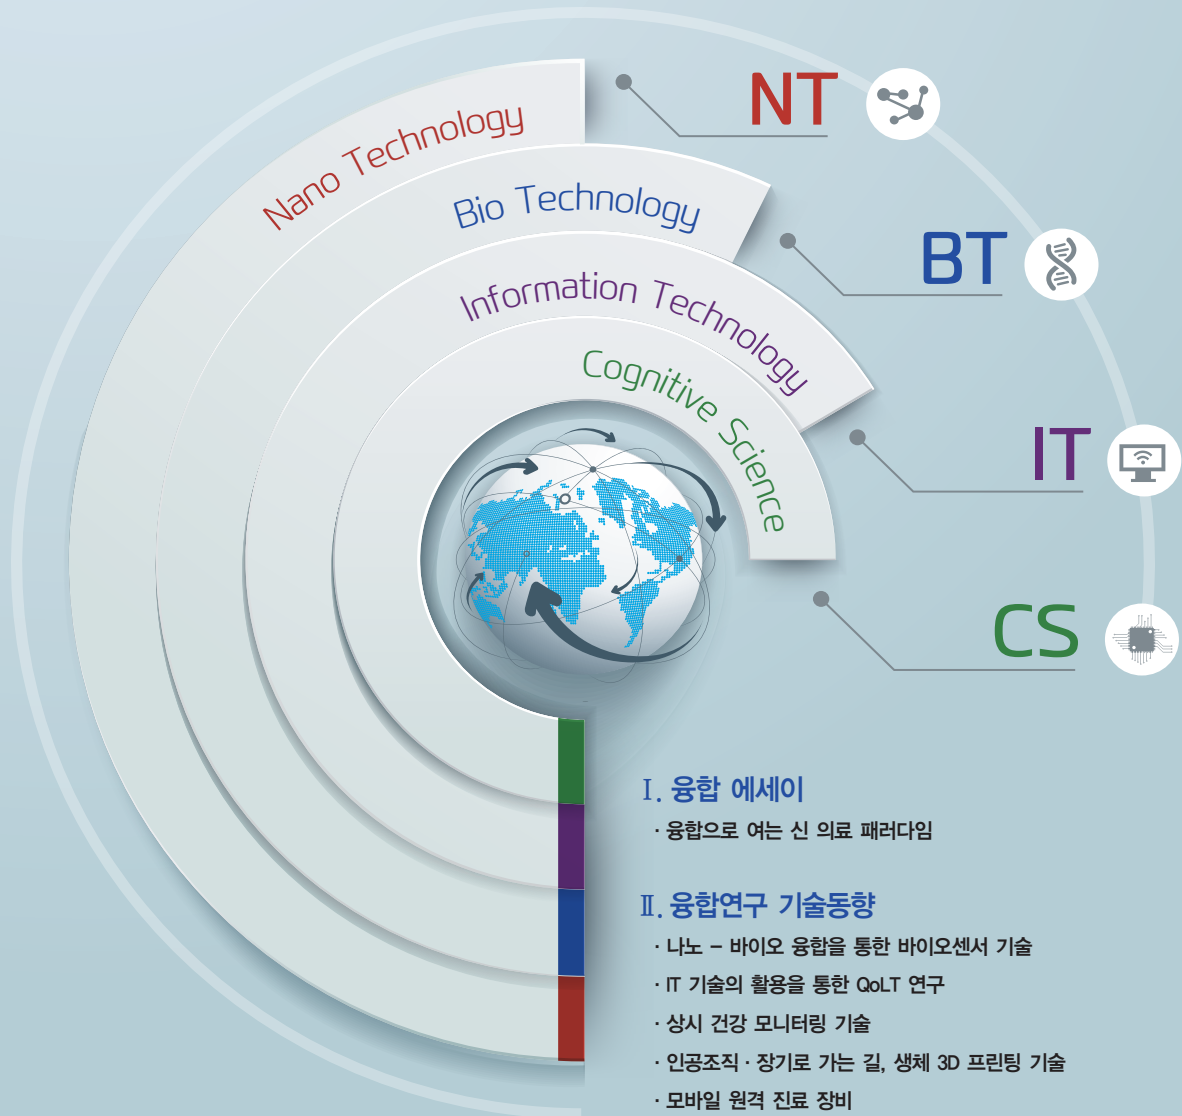 Nano Technology
NT
Bio Technology
BT
Information Technology
IT
Cognitive Science
CS
Ⅰ. 융합 에세이
· 융합으로 여는 신 의료 패러다임
Ⅱ. 융합연구 기술동향
· 나노 – 바이오 융합을 통한 바이오센서 기술
· IT 기술의 활용을 통한 QoLT 연구
· 상시 건강 모니터링 기술
· 인공조직 · 장기로 가는 길, 생체 3D 프린팅 기술
· 모바일 원격 진료 장비